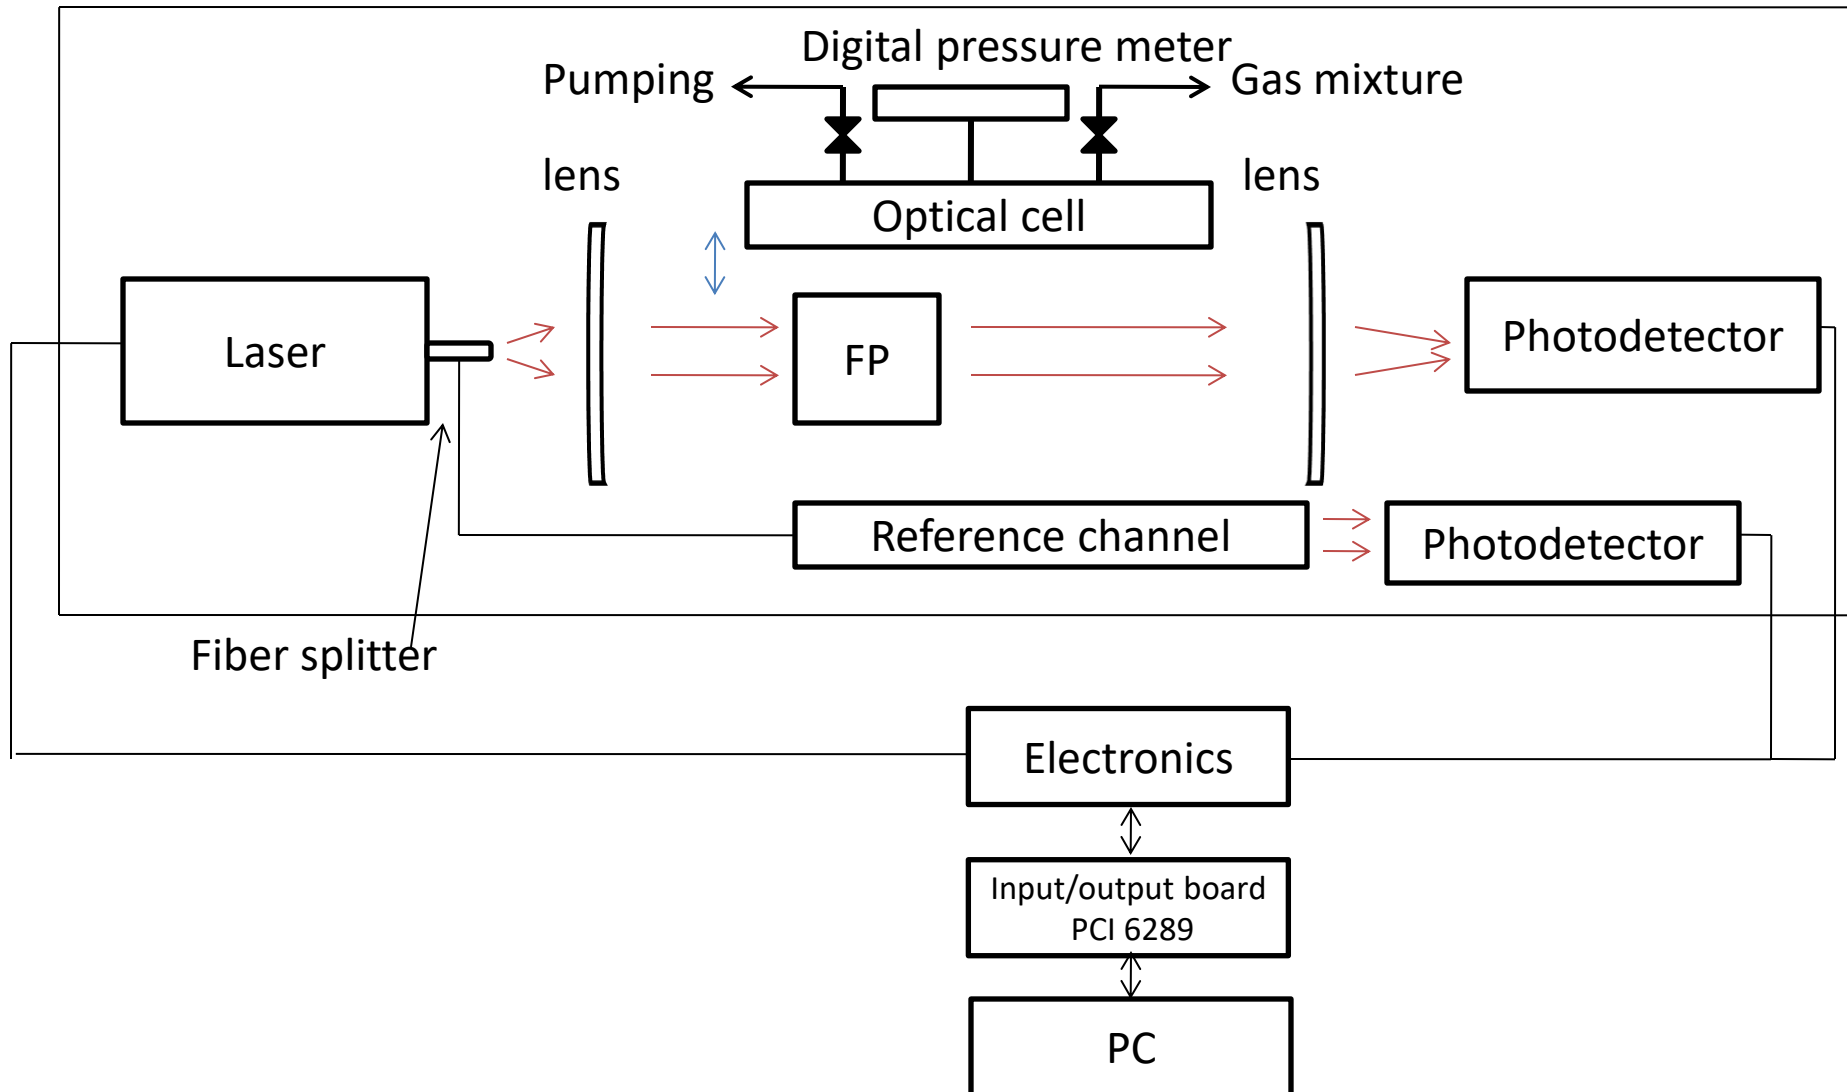 Digital pressure meter
Pumping
Gas mixture
lens
lens
Optical cell
Laser
FP
Photodetector
Reference channel
Photodetector
Fiber splitter
Electronics
Input/output board
PCI 6289
PC